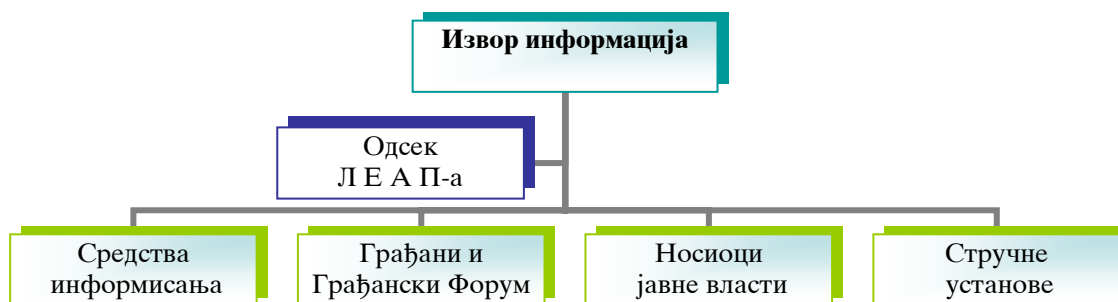 Извор информација
Одсек
Л Е А П-а
Средства
информисања
Грађани и
Грађански Форум
Носиоци
јавне власти
Стручне
установе